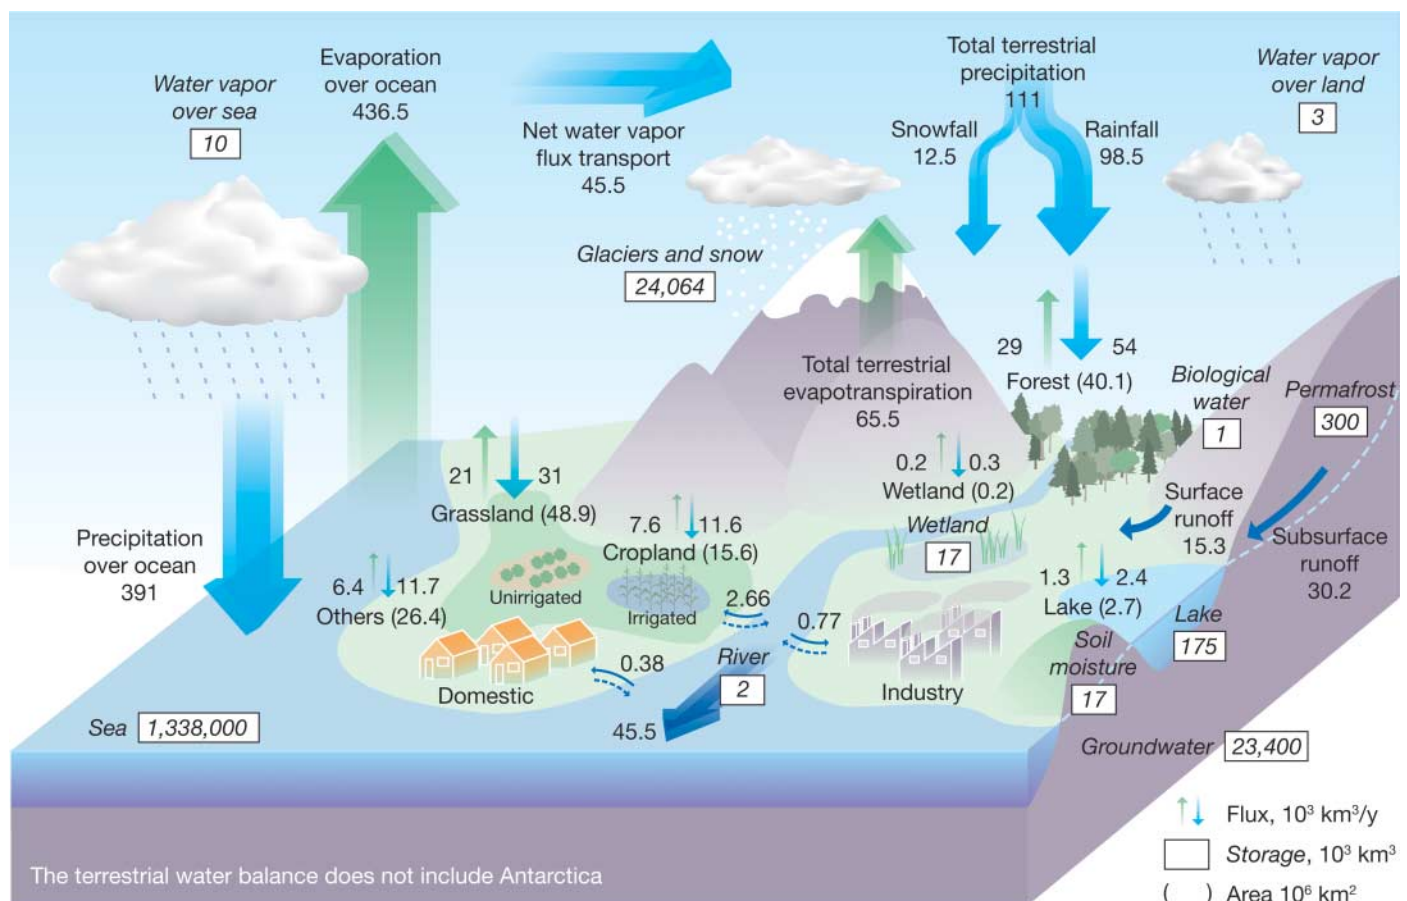 Water vapor
over sea
10
Evaporation
over ocean
436.5
Net water vapor
flux transport
45.5
Total terrestrial
precipitation
111
Snowfall
12.5
Rainfall
98.5
Water vapor
over land
3
Glaciers and snow
24,064
Total terrestrial
evapotranspiration
65.5
29
54
Forest (40.1)
Biological
water
1
Permafrost
300
21
31
Grassland (48.9)
0.2
0.3
Wetland (0.2)
Wetland
17
7.6
11.6
Cropland (15.6)
Surface
runoff
15.3
Subsurface
runoff
30.2
Precipitation
over ocean
391
6.4
11.7
Others (26.4)
Unirrigated
Irrigated
2.66
0.77
1.3
2.4
Lake (2.7)
Lake
175
Soil
moisture
17
0.38
Domestic
River
2
Industry
45.5
Sea 1,338,000
Groundwater 23,400
Flux, 10³ km³/y
Storage, 10³ km³
( ) Area 10⁶ km²
The terrestrial water balance does not include Antarctica